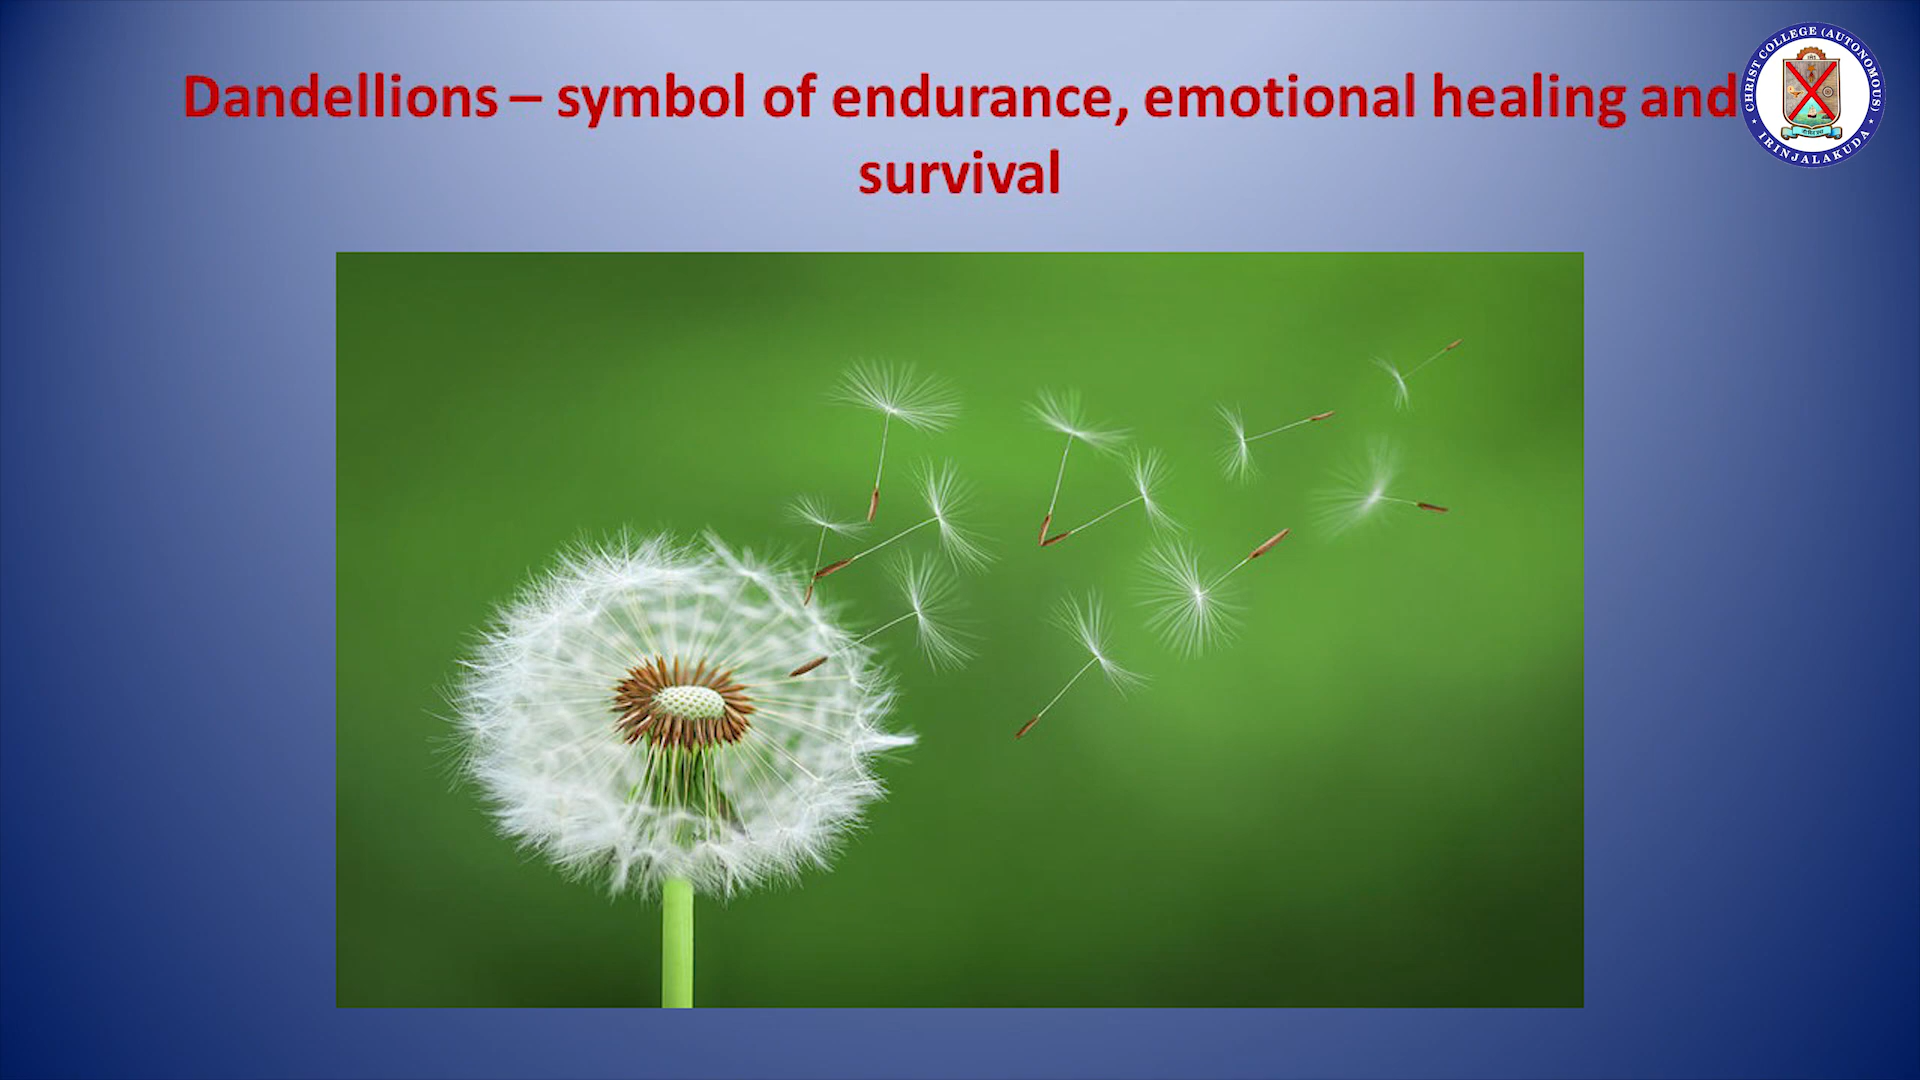 Dandellions – symbol of endurance, emotional healing and
survival
CHRIST COLLEGE (AUTONOMOUS)
IRINJALAKUDA